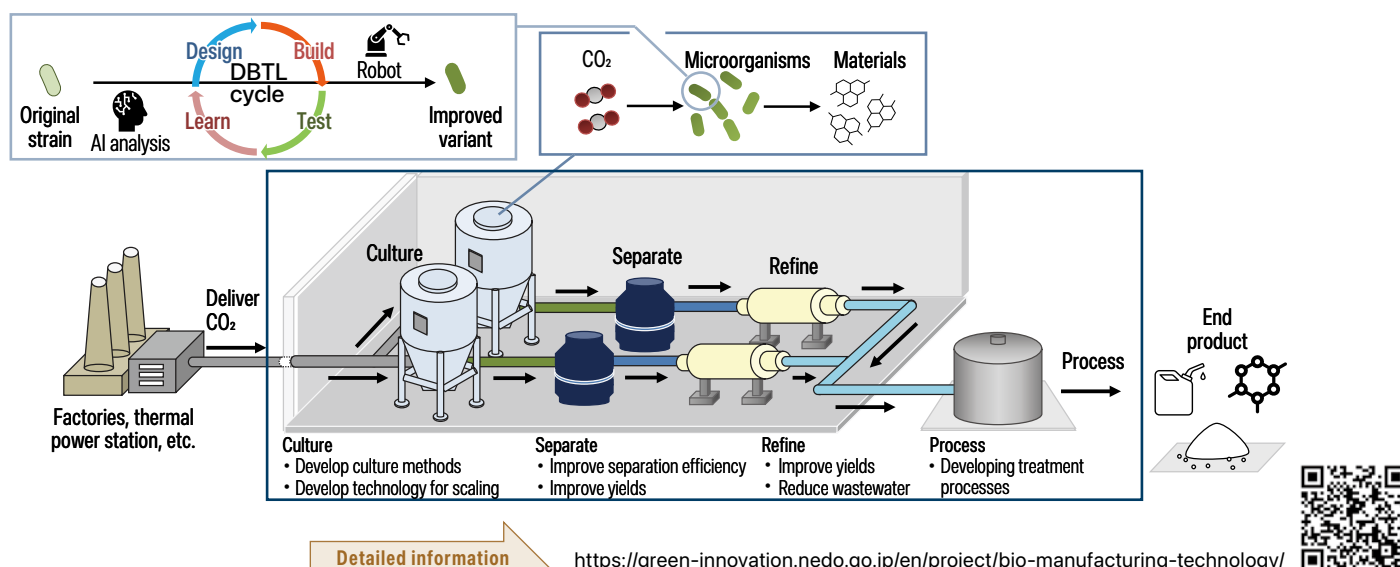 Design
Build
DBTL
cycle
Robot
Original
strain
AI analysis
Learn
Test
Improved
variant
CO₂
Microorganisms
Materials
Culture
Separate
Refine
Deliver
CO₂
Factories, thermal
power station, etc.
Process
End
product
Culture
・Develop culture methods
・Develop technology for scaling
Separate
・Improve separation efficiency
・Improve yields
Refine
・Improve yields
・Reduce wastewater
Process
・Developing treatment
processes
Detailed information
https://green-innovation.nedo.go.jp/en/project/bio-manufacturing-technology/